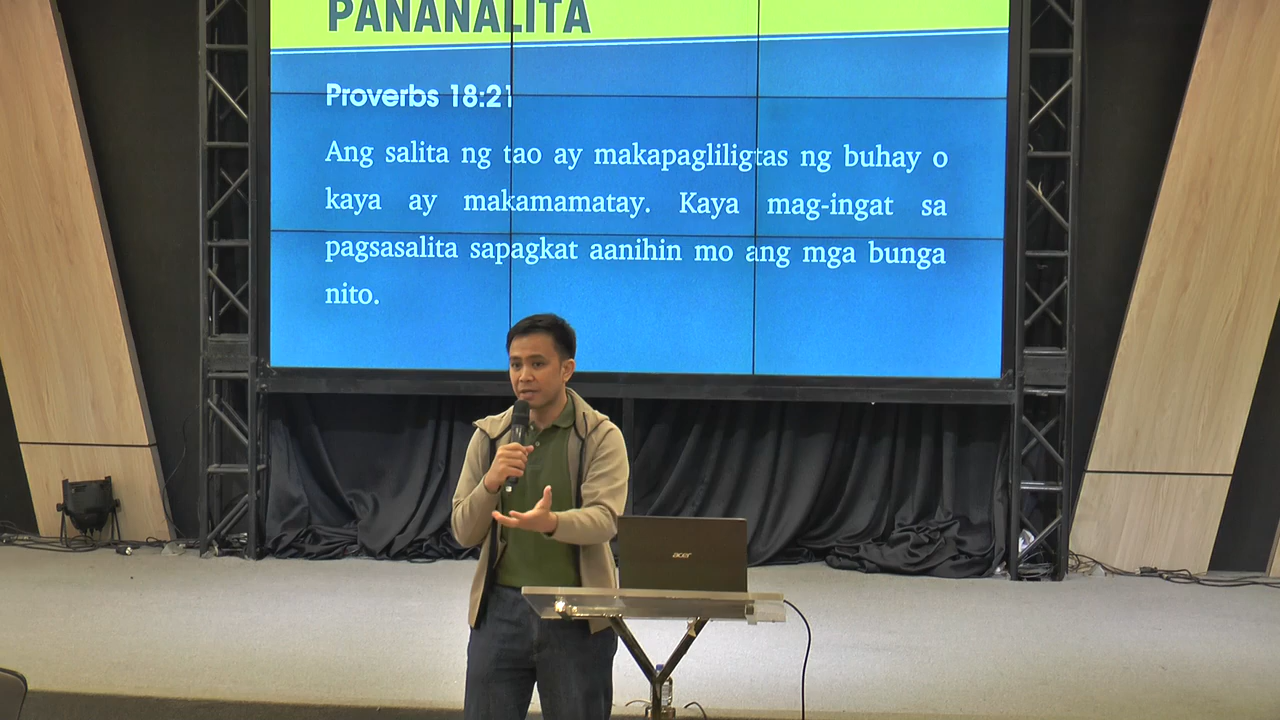 PANANALITA
Proverbs 18:21
Ang salita ng tao ay makapagliligtas ng buhay o
kaya ay makamamatay. Kaya mag-ingat sa
pagsasalita sapagkat aanihin mo ang mga bunga
nito.
acer